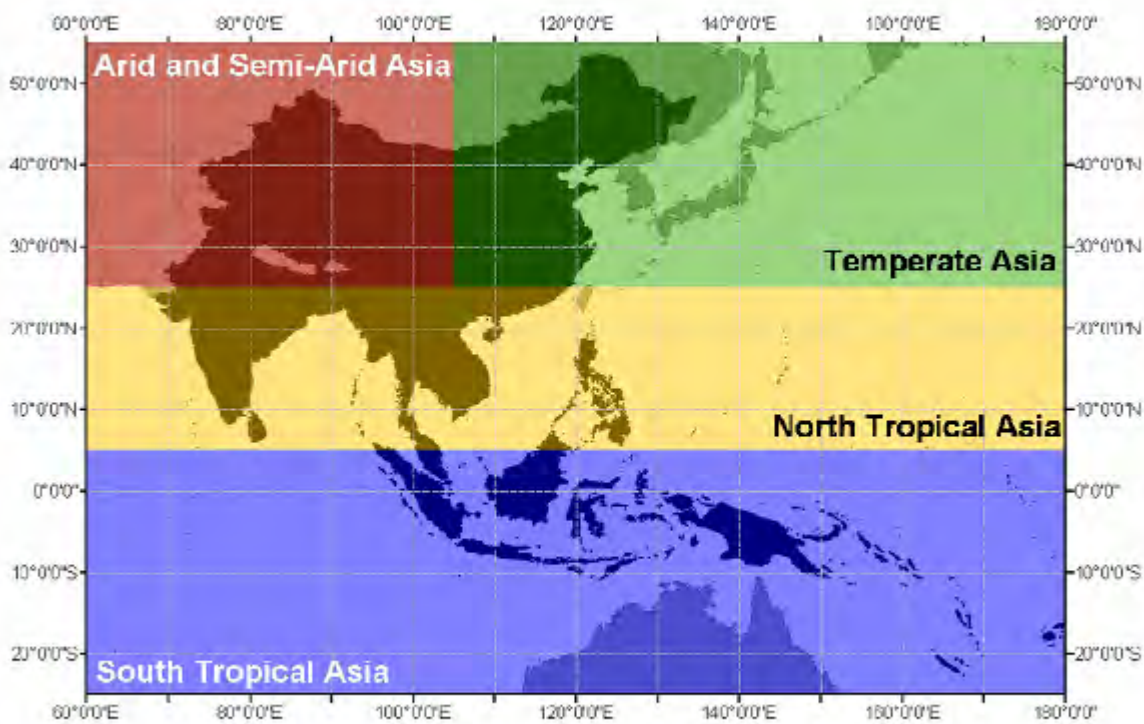 60°0'0"E 80°0'0"E 100°0'0"E 120°0'0"E 140°0'0"E 160°0'0"E 180°0'0"
Arid and Semi-Arid Asia
50°0'0"N 50°0'0"N
40°0'0"N 40°0'0"N
30°0'0"N 30°0'0"N
Temperate Asia
20°0'0"N 20°0'0"N
10°0'0"N 10°0'0"N
North Tropical Asia
0°0'0" 0°0'0"
10°0'0"S 10°0'0"S
20°0'0"S 20°0'0"S
South Tropical Asia
60°0'0"E 80°0'0"E 100°0'0"E 120°0'0"E 140°0'0"E 160°0'0"E 180°0'0"